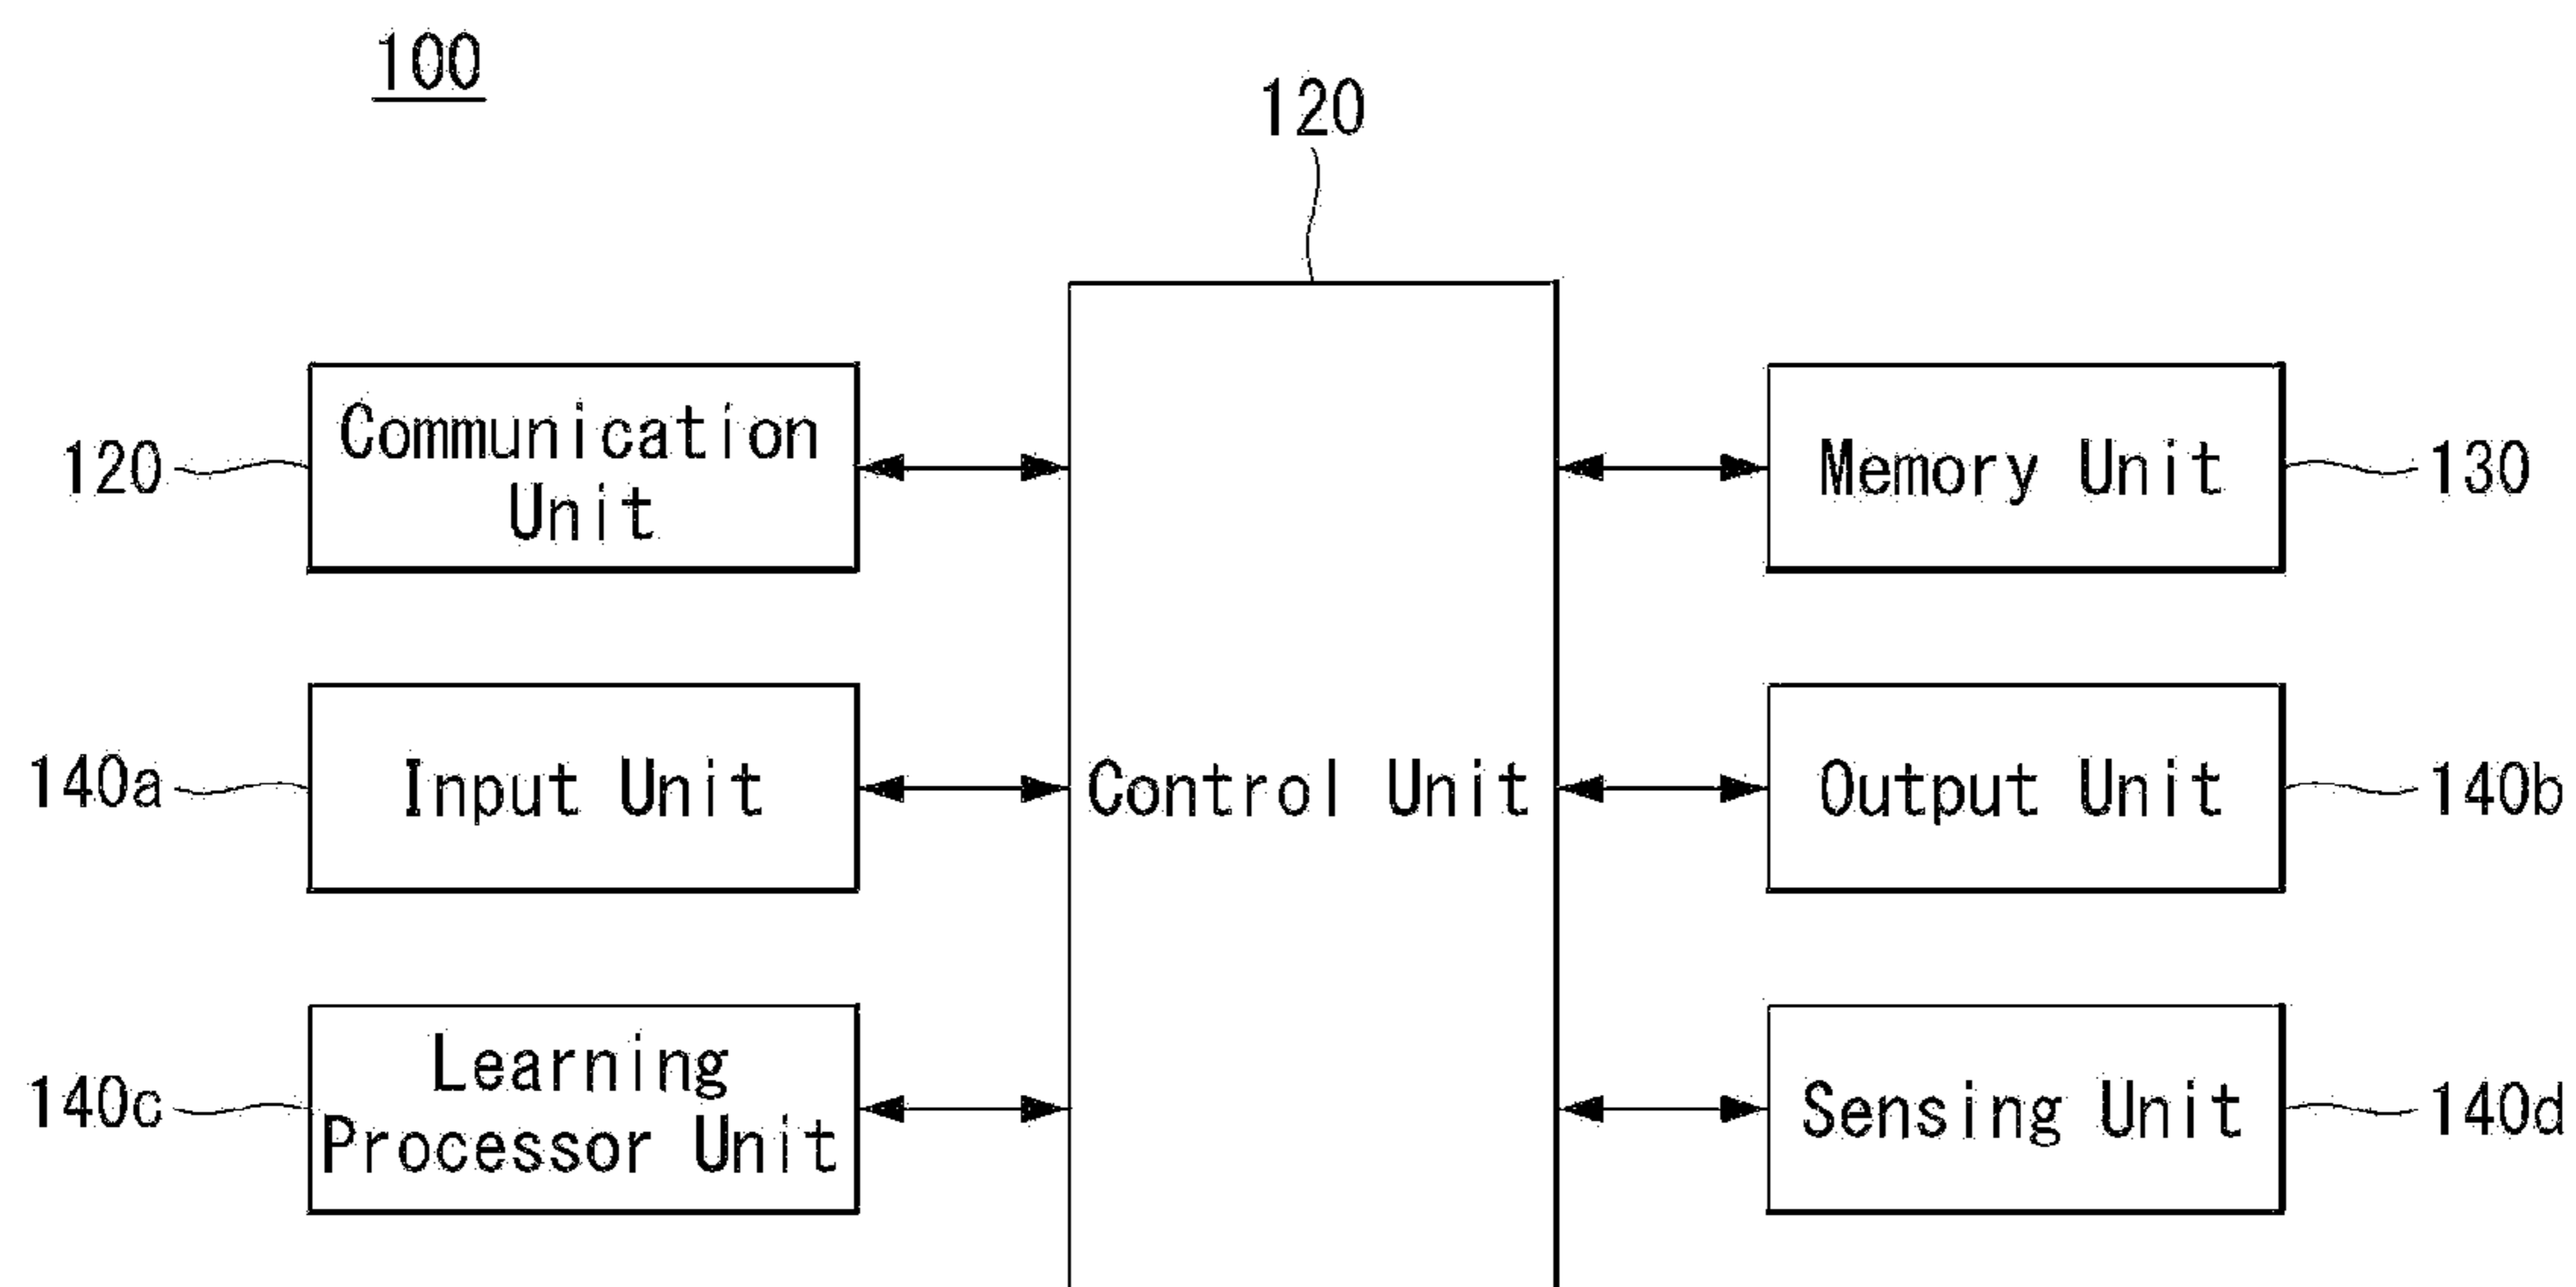 100
120
Communication
Unit
120
Memory Unit
130
140a
Input Unit
Control Unit
Output Unit
140b
Learning
Processor Unit
140c
Sensing Unit
140d